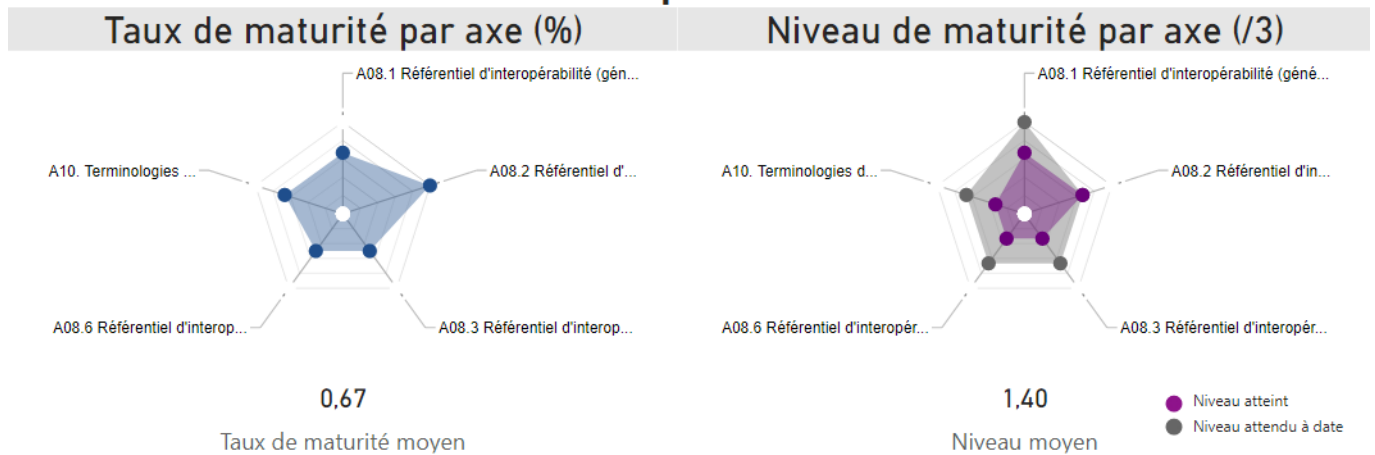 Taux de maturité par axe (%)
A08.1 Référentiel d'interopérabilité (gén...
A10. Terminologies ...
A08.2 Référentiel d'...
A08.6 Référentiel d'interop...
A08.3 Référentiel d'interop...
0,67
Taux de maturité moyen
Niveau de maturité par axe (/3)
A08.1 Référentiel d'interopérabilité (géné...
A10. Terminologies d...
A08.2 Référentiel d'in...
A08.6 Référentiel d'interopér...
A08.3 Référentiel d'interopér...
1,40
Niveau moyen
Niveau atteint
Niveau attendu à date